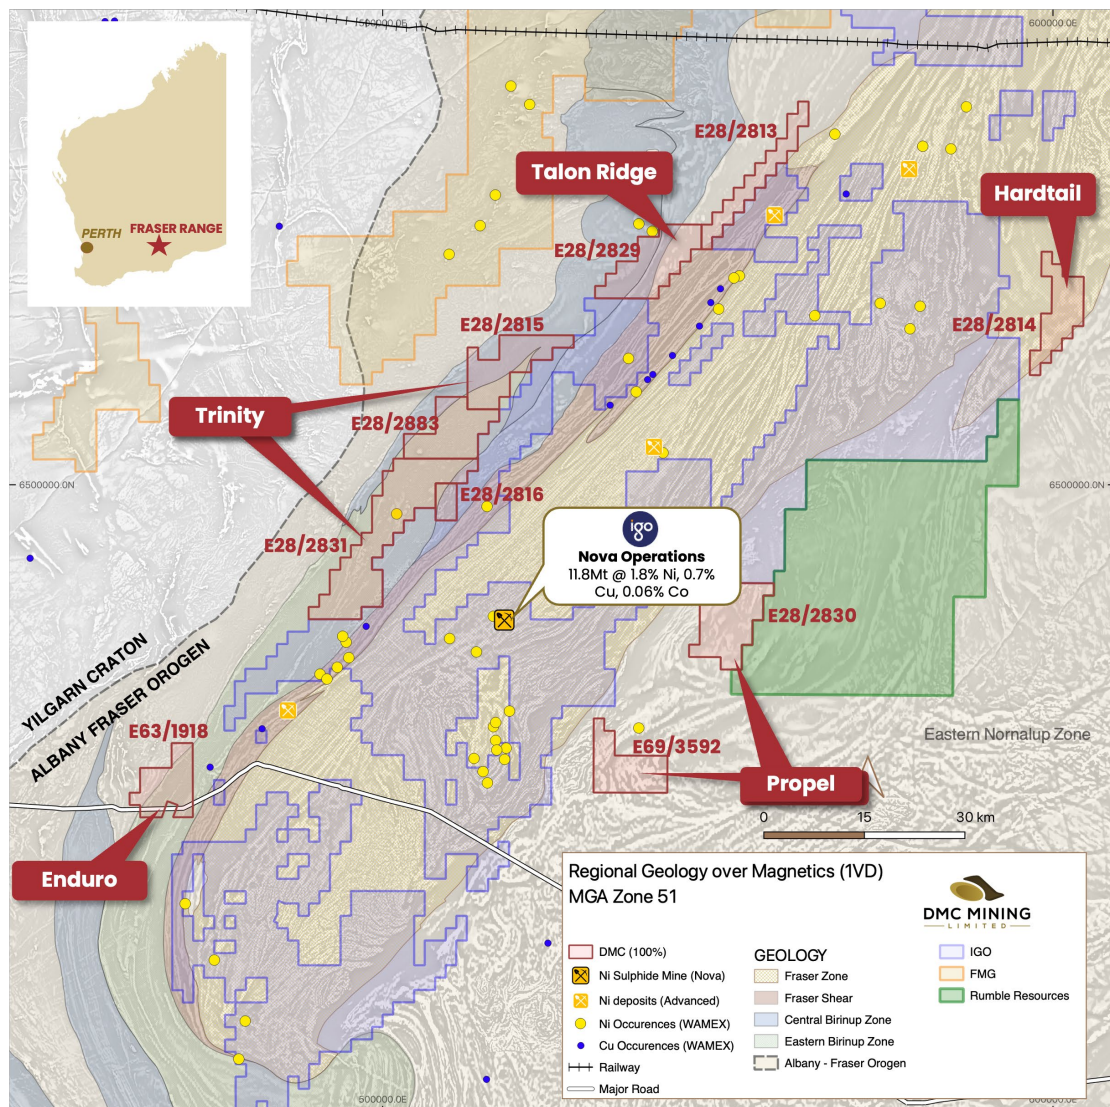 500000.0E
600000.0E
E28/2813
Talon Ridge
Hardtail
PERTH
FRASER RANGE
E28/2829
E28/2815
E28/2814
Trinity
E28/2883
6500000.0N
6500000.0N
E28/2816
E28/2831
igo
Nova Operations
11.8Mt @ 1.8% Ni, 0.7%
Cu, 0.06% Co
E28/2830
YILGARN CRATON
ALBANY FRASER OROGEN
E63/1918
E69/3592
Eastern Nornalup Zone
Propel
0 15 30 km
Enduro
Regional Geology over Magnetics (1VD)
MGA Zone 51
DMC MINING
LIMITED
DMC (100%)
Ni Sulphide Mine (Nova)
Ni deposits (Advanced)
Ni Occurences (WAMEX)
Cu Occurences (WAMEX)
Railway
Major Road
GEOLOGY
Fraser Zone
Fraser Shear
Central Birinup Zone
Eastern Birinup Zone
Albany - Fraser Orogen
IGO
FMG
Rumble Resources
500000.0E
600000.0E